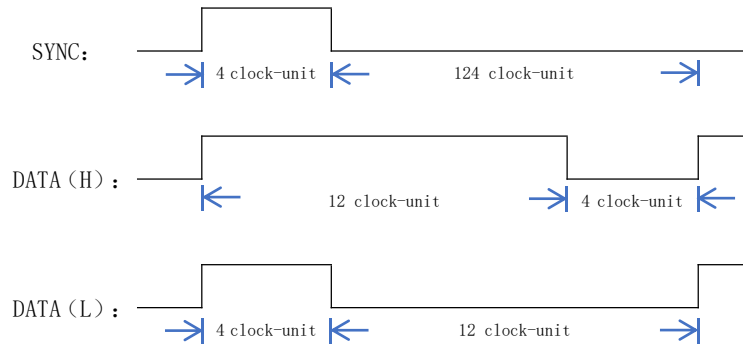 SYNC:
4 clock-unit
124 clock-unit
DATA(H):
12 clock-unit
4 clock-unit
DATA(L):
4 clock-unit
12 clock-unit